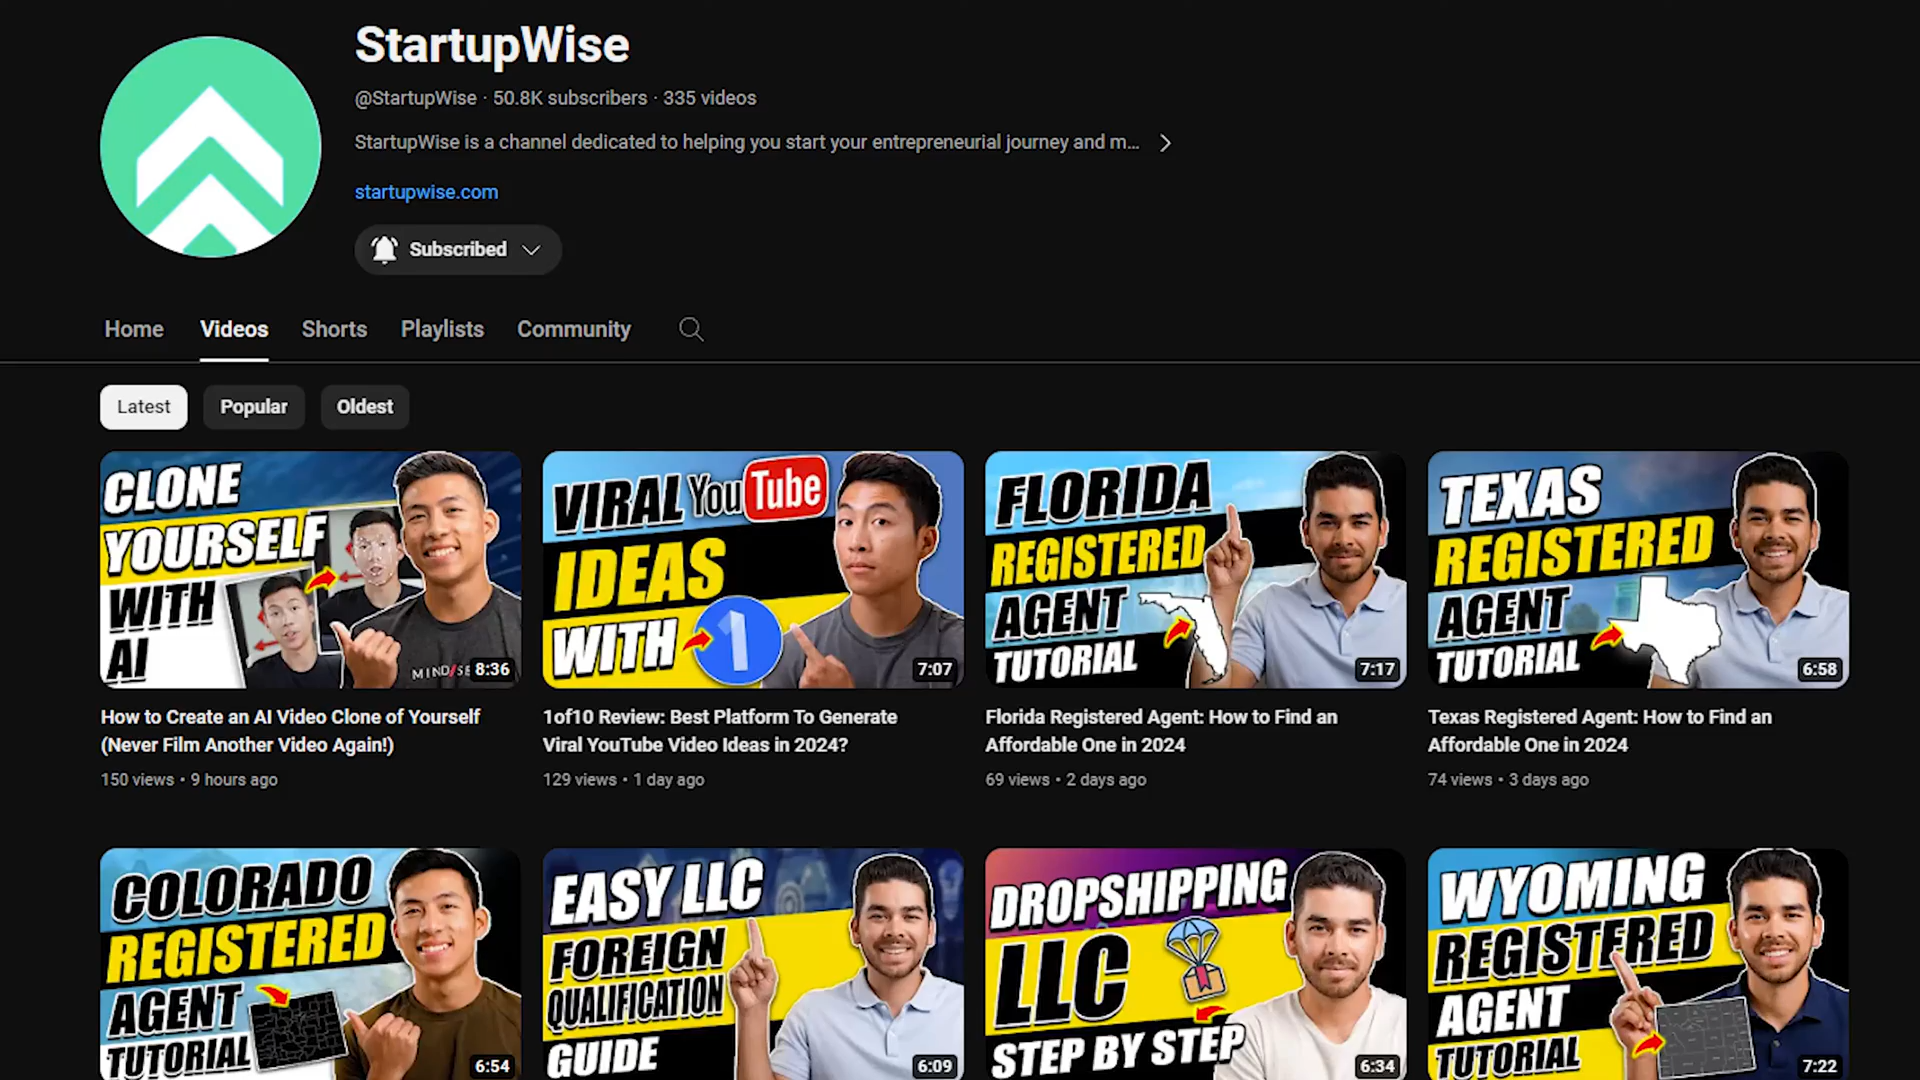 StartupWise
@StartupWise · 50.8K subscribers · 335 videos
StartupWise is a channel dedicated to helping you start your entrepreneurial journey and m...
startupwise.com
Subscribed
Home Videos Shorts Playlists Community
Latest Popular Oldest
CLONE
YOURSELF
WITH
AI
MIND/SE
8:36
VIRAL YouTube
IDEAS
WITH 1
7:07
FLORIDA
REGISTERED
AGENT
TUTORIAL
7:17
TEXAS
REGISTERED
AGENT
TUTORIAL
6:58
How to Create an AI Video Clone of Yourself
(Never Film Another Video Again!)
150 views • 9 hours ago
1of10 Review: Best Platform To Generate
Viral YouTube Video Ideas in 2024?
129 views • 1 day ago
Florida Registered Agent: How to Find an
Affordable One in 2024
69 views • 2 days ago
Texas Registered Agent: How to Find an
Affordable One in 2024
74 views • 3 days ago
COLORADO
REGISTERED
AGENT
TUTORIAL
6:54
EASY LLC
FOREIGN
QUALIFICATION
GUIDE
6:09
DROPSHIPPING
LLC
STEP BY STEP
6:34
WYOMING
REGISTERED
AGENT
TUTORIAL
7:22